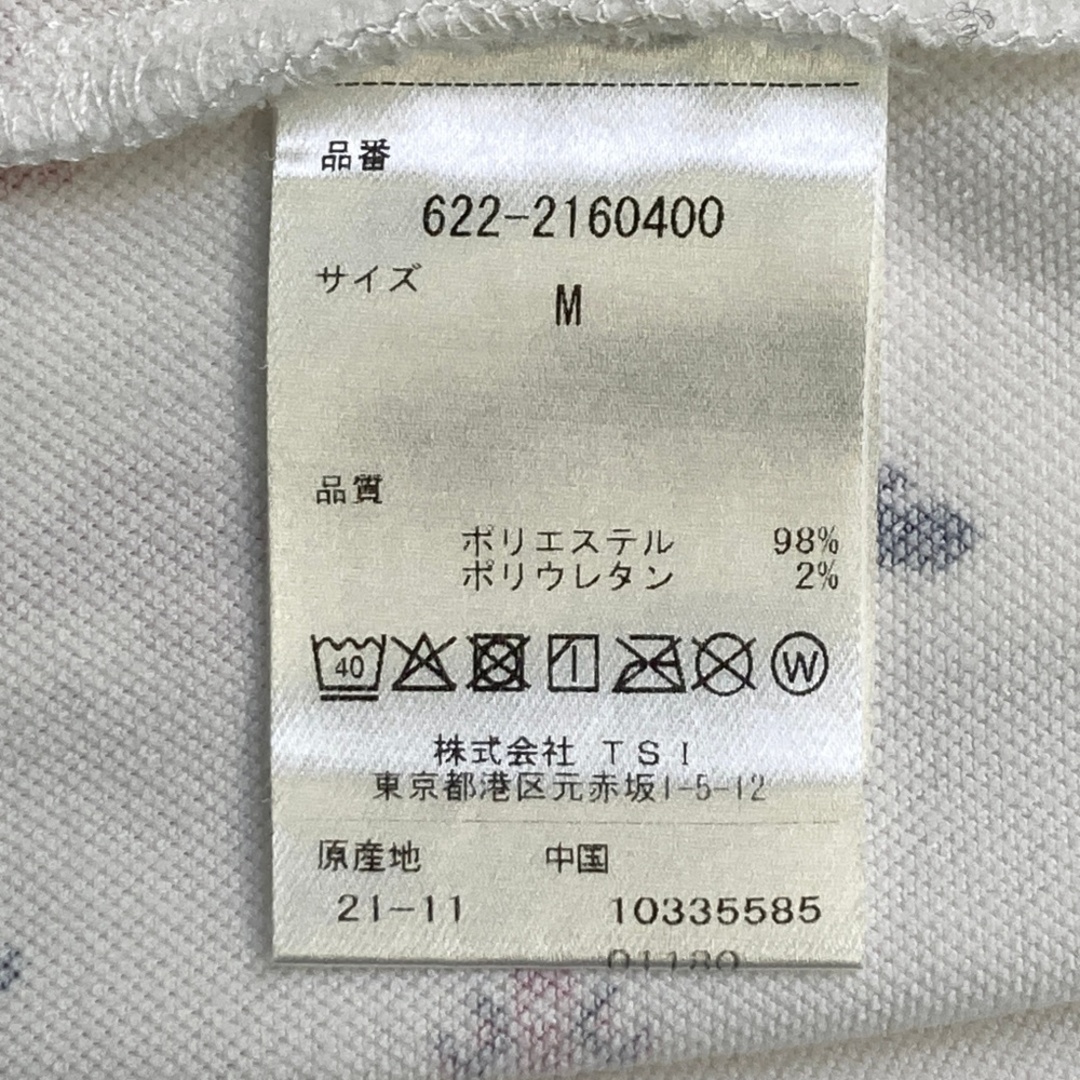 品番
622-2160400
サイズ
M
品質
ポリエステル 98%
ポリウレタン 2%
40 W
株式会社 TSI
東京都港区元赤坂1-5-12
原産地 中国
21-11 10335585